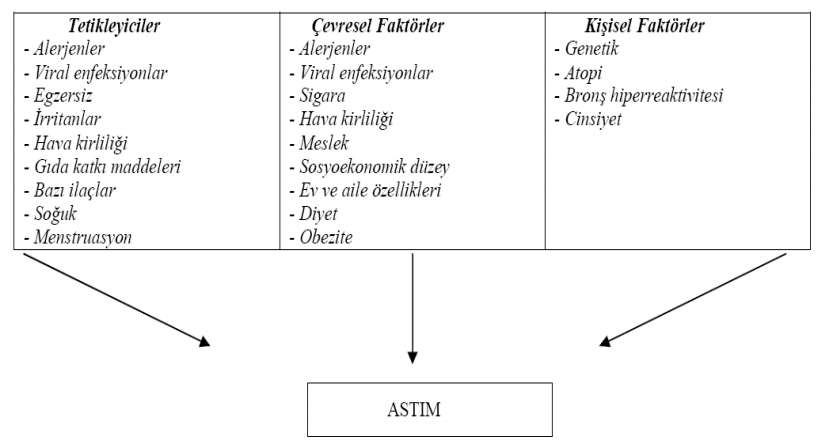 Tetikleyiciler
- Alerjenler
- Viral enfeksiyonlar
- Egzersiz
- İrritanlar
- Hava kirliliği
- Gıda katkı maddeleri
- Bazı ilaçlar
- Soğuk
- Menstruasyon
Çevresel Faktörler
- Alerjenler
- Viral enfeksiyonlar
- Sigara
- Hava kirliliği
- Meslek
- Sosyoekonomik düzey
- Ev ve aile özellikleri
- Diyet
- Obezite
Kişisel Faktörler
- Genetik
- Atopi
- Bronş hiperreaktivitesi
- Cinsiyet
ASTIM